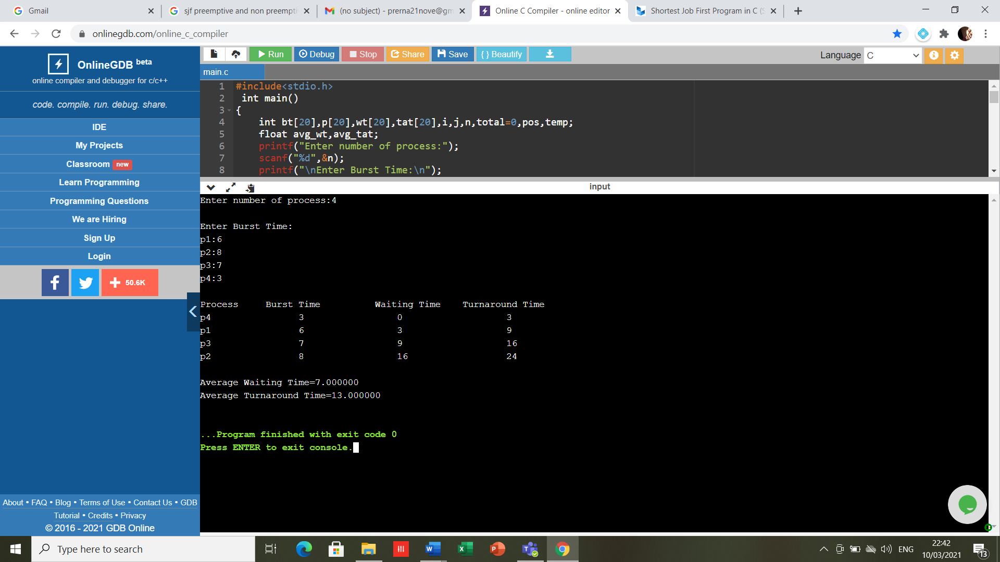 Gmail
sjf preemptive and non preempti
(no subject) - prerna21nove@gm
Online C Compiler - online editor
Shortest Job First Program in C (S
onlinegdb.com/online_c_compiler
OnlineGDB beta
online compiler and debugger for c/c++
code. compile. run. debug. share.
IDE
My Projects
Classroom new
Learn Programming
Programming Questions
We are Hiring
Sign Up
Login
f
50.6K
About • FAQ • Blog • Terms of Use • Contact Us • GDB
Tutorial • Credits • Privacy
© 2016 - 2021 GDB Online
Run
Debug
Stop
Share
Save
{ } Beautify
Language C
main.c
1 #include<stdio.h>
2 int main()
3 {
4 int bt[20],p[20],wt[20],tat[20],i,j,n,total=0,pos,temp;
5 float avg_wt,avg_tat;
6 printf("Enter number of process:");
7 scanf("%d",&n);
8 printf("\nEnter Burst Time:\n");
input
Enter number of process:4
Enter Burst Time:
p1:6
p2:8
p3:7
p4:3
Process Burst Time Waiting Time Turnaround Time
p4 3 0 3
p1 6 3 9
p3 7 9 16
p2 8 16 24
Average Waiting Time=7.000000
Average Turnaround Time=13.000000
...Program finished with exit code 0
Press ENTER to exit console.
Type here to search
ENG
22:42
10/03/2021
13